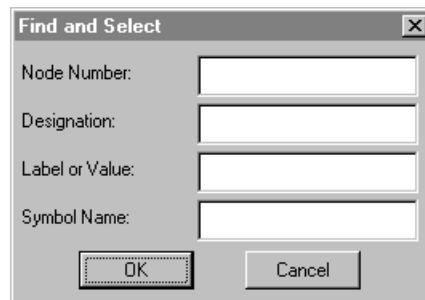 Find and Select
Node Number:
Designation:
Label or Value:
Symbol Name:
OK
Cancel